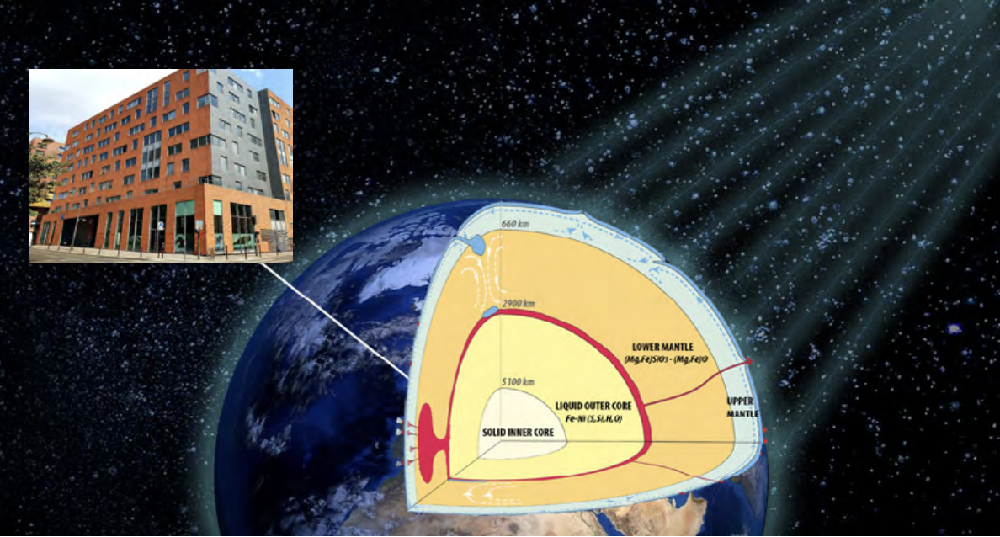 660 km
2900 km
LOWER MANTLE
(Mg,Fe)SiO₃ - (Mg,Fe)O
5100 km
LIQUID OUTER CORE
Fe-Ni (S,Si,H,O)
UPPER
MANTLE
SOLID INNER CORE